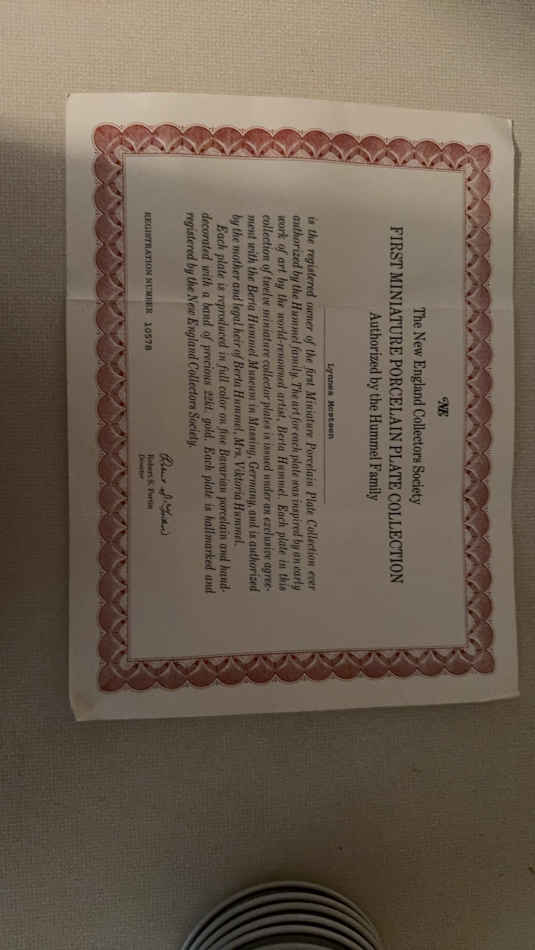 NE
The New England Collectors Society
FIRST MINIATURE PORCELAIN PLATE COLLECTION
Authorized by the Hummel Family
Lynnea
is the registered owner of the first Miniature Porcelain Plate Collection ever
authorized by the Hummel family. The art for each plate was inspired by an early
work of art by the world-renowned artist, Berta Hummel. Each plate in this
collection of twelve miniature collector plates is issued under an exclusive agree-
ment with the Berta Hummel Museum in Massing, Germany, and is authorized
by the mother and legal heir of Berta Hummel, Mrs. Viktoria Hummel.
Each plate is reproduced in full color on fine Bavarian porcelain and hand-
decorated with a band of precious 22kt. gold. Each plate is hallmarked and
registered by the New England Collectors Society.
REGISTRATION NUMBER 10578
Robert S.
Director